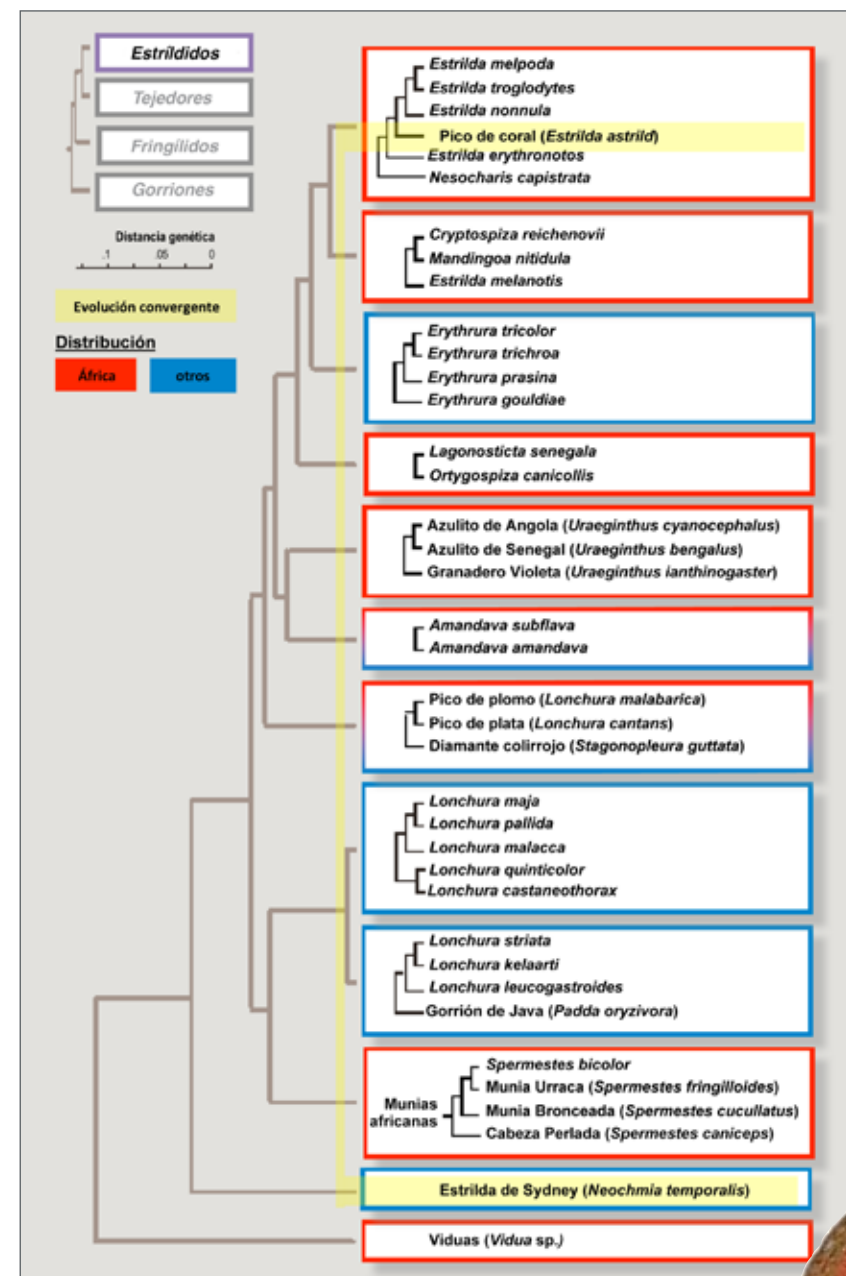 Estríldidos
Tejedores
Fringílidos
Gorriones
Distancia genética
.1 .05 0
Evolución convergente
Distribución
África otros
Estrilda melpoda
Estrilda troglodytes
Estrilda nonnula
Pico de coral (Estrilda astrild)
Estrilda erythronotos
Nesocharis capistrata
Cryptospiza reichenovii
Mandingoa nitidula
Estrilda melanotis
Erythrura tricolor
Erythrura trichroa
Erythrura prasina
Erythrura gouldiae
Lagonosticta senegala
Ortygospiza canicollis
Azulito de Angola (Uraeginthus cyanocephalus)
Azulito de Senegal (Uraeginthus bengalus)
Granadero Violeta (Uraeginthus ianthinogaster)
Amandava subflava
Amandava amandava
Pico de plomo (Lonchura malabarica)
Pico de plata (Lonchura cantans)
Diamante colirrojo (Stagonopleura guttata)
Lonchura maja
Lonchura pallida
Lonchura malacca
Lonchura quinticolor
Lonchura castaneothorax
Lonchura striata
Lonchura kelaarti
Lonchura leucogastroides
Gorrión de Java (Padda oryzivora)
Munias
africanas
Spermestes bicolor
Munia Urraca (Spermestes fringilloides)
Munia Bronceada (Spermestes cucullatus)
Cabeza Perlada (Spermestes caniceps)
Estrilda de Sydney (Neochmia temporalis)
Viduas (Vidua sp.)